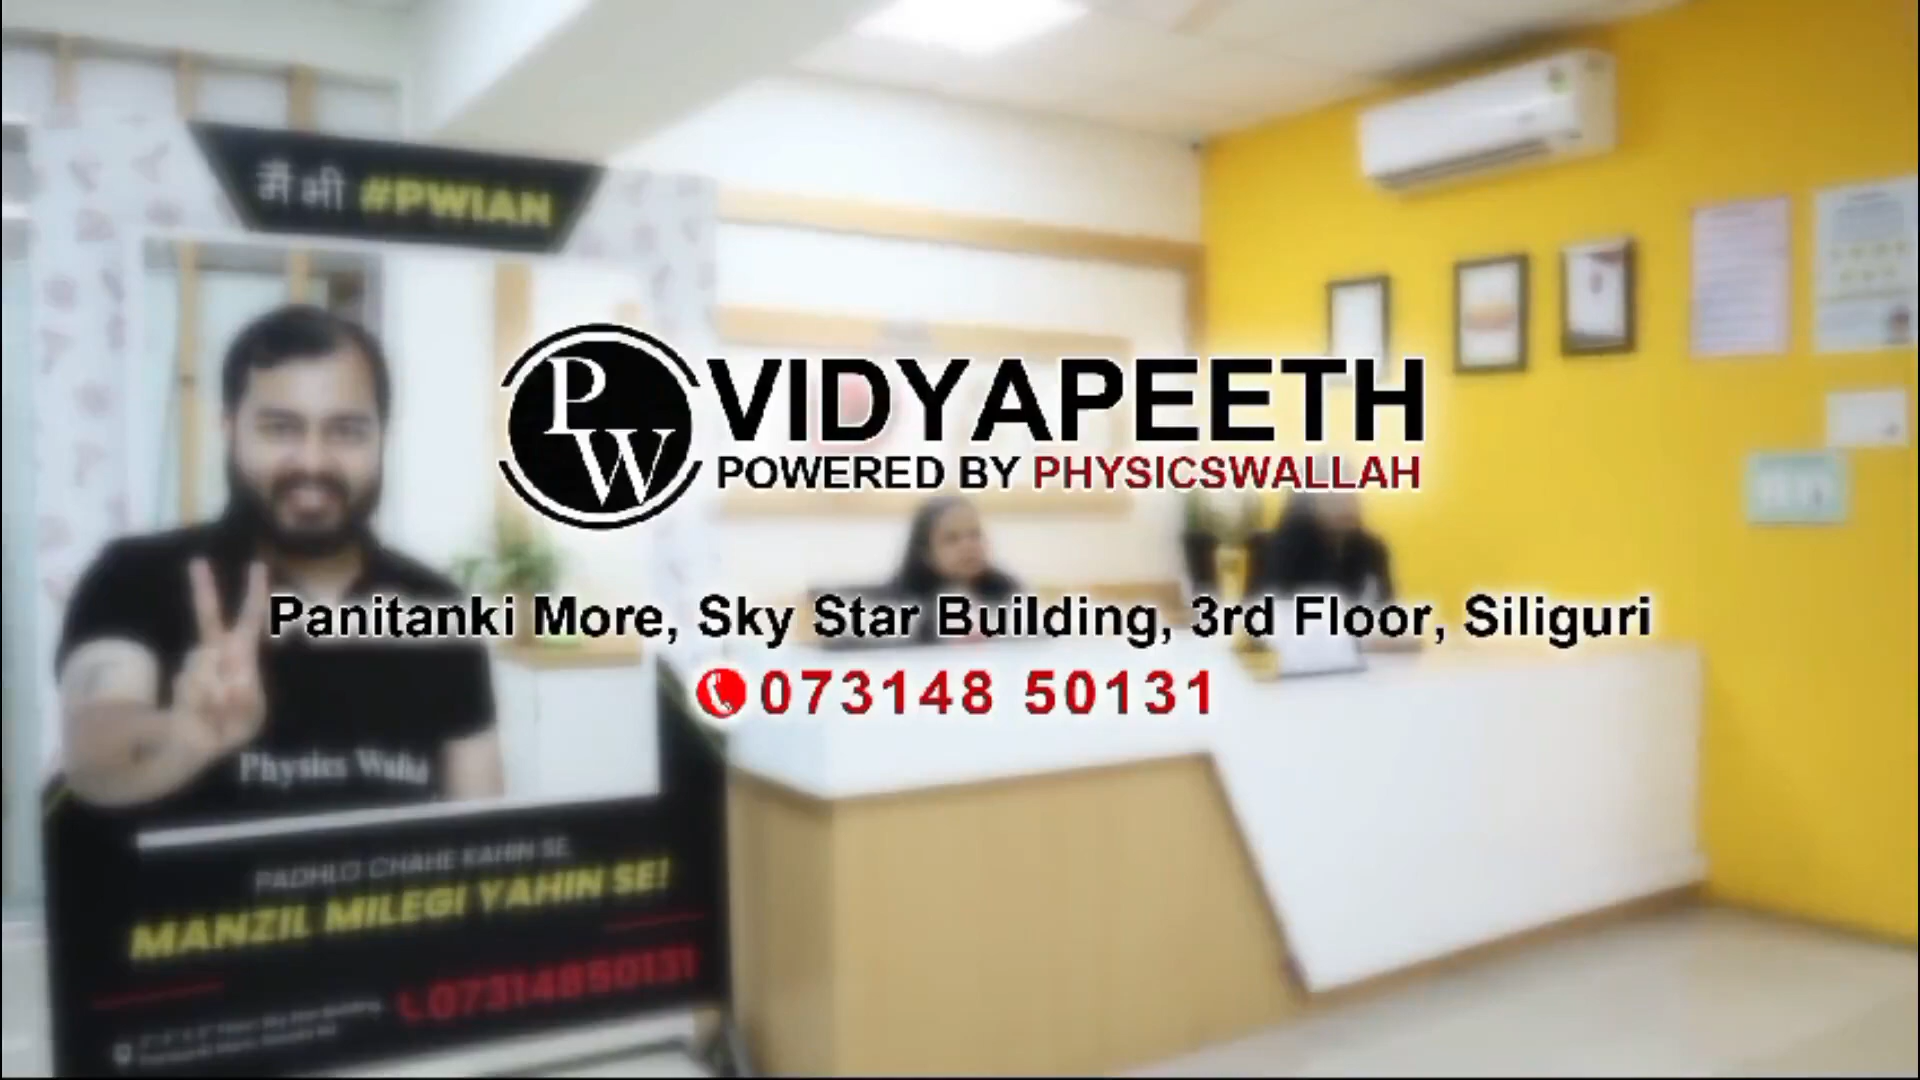 मैं भी #PWIAN
PW
VIDYAPEETH
POWERED BY PHYSICSWALLAH
Panitanki More, Sky Star Building, 3rd Floor, Siliguri
073148 50131
Physics Walla
PADHLO CHAHE KAHIN SE,
MANZIL MILEGI YAHIN SE!
07314850131